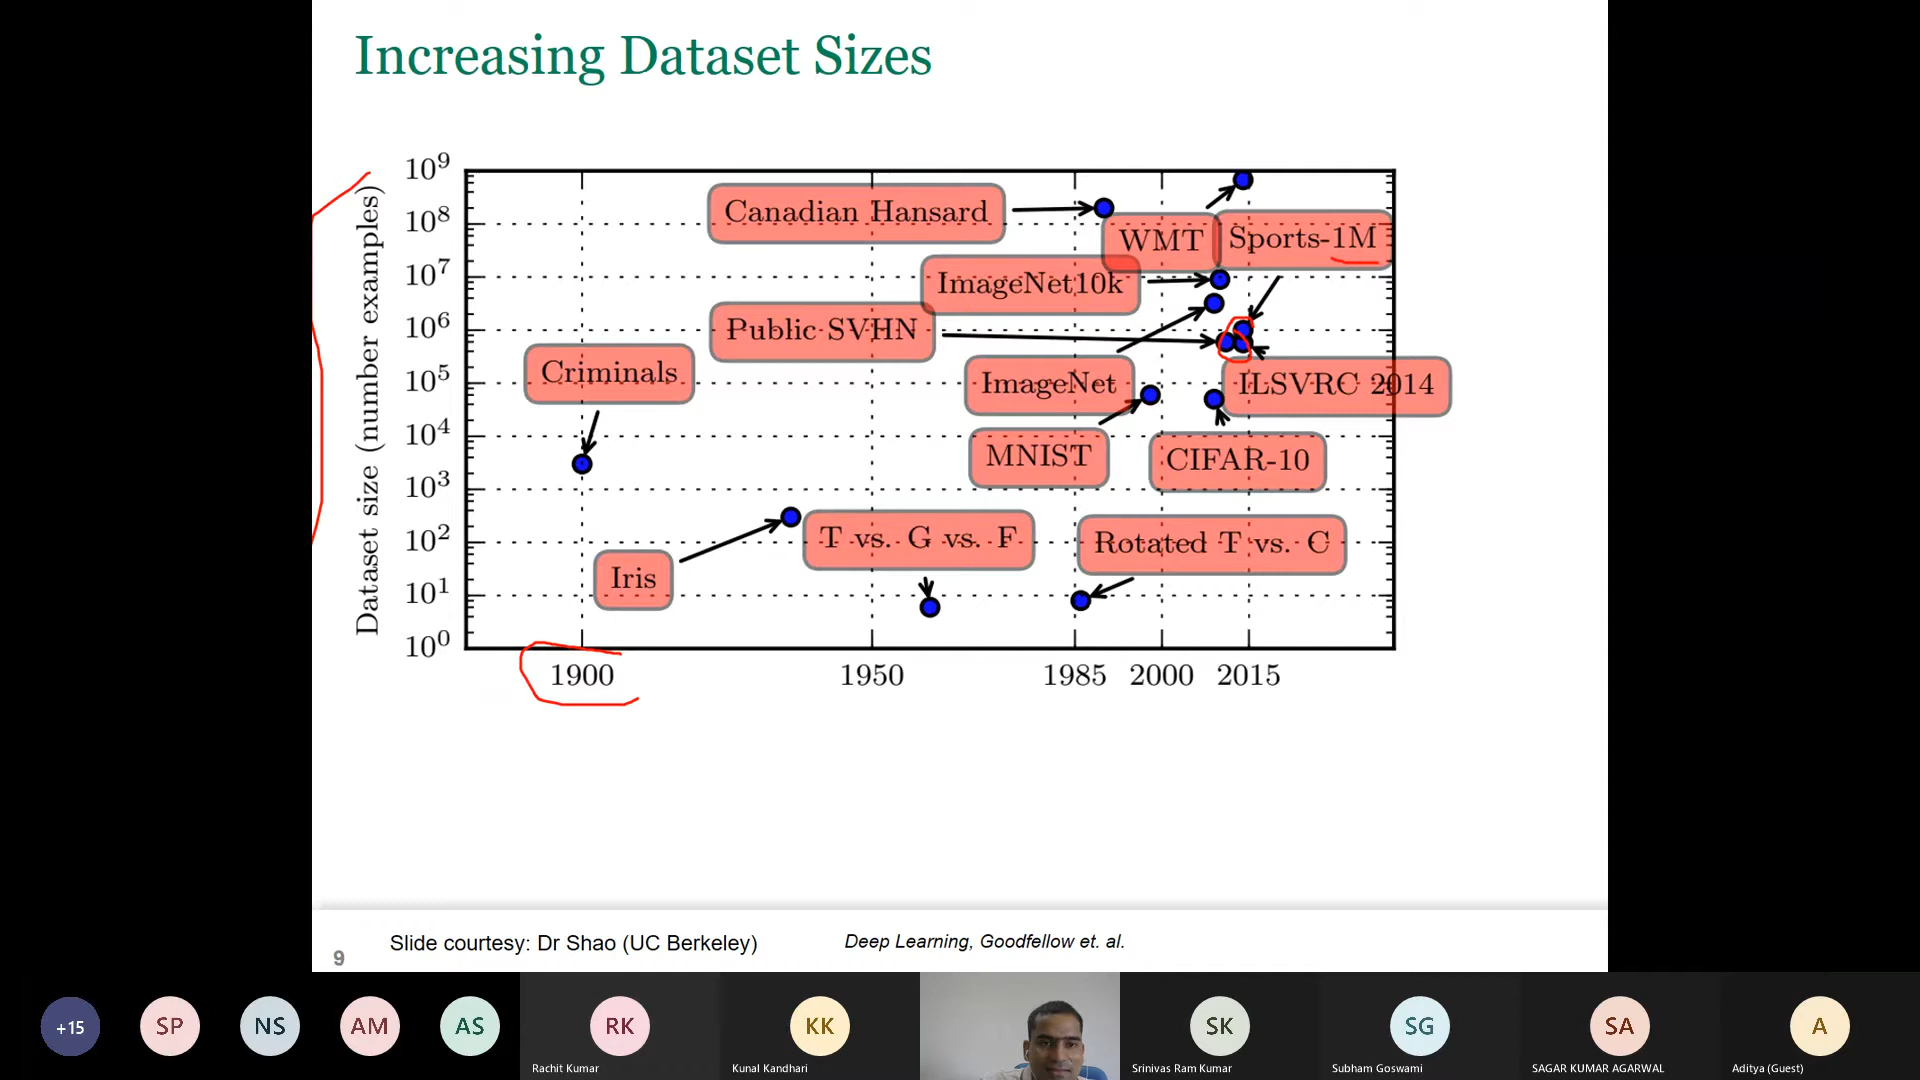 Increasing Dataset Sizes
Dataset size (number examples)
10^9
10^8
10^7
10^6
10^5
10^4
10^3
10^2
10^1
10^0
Canadian Hansard
WMT
Sports-1M
ImageNet10k
Public SVHN
Criminals
ImageNet
ILSVRC 2014
MNIST
CIFAR-10
T vs. G vs. F
Rotated T vs. C
Iris
1900 1950 1985 2000 2015
9
Slide courtesy: Dr Shao (UC Berkeley)
Deep Learning, Goodfellow et. al.
+15 SP NS AM AS RK KK SK SG SA A
Rachit Kumar Kunal Kandhari Srinivas Ram Kumar Subham Goswami SAGAR KUMAR AGARWAL Aditya (Guest)